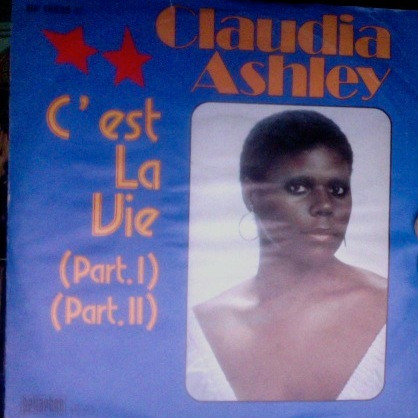 Claudia
Ashley
C'est
La
Vie
(Part. I)
(Part. II)